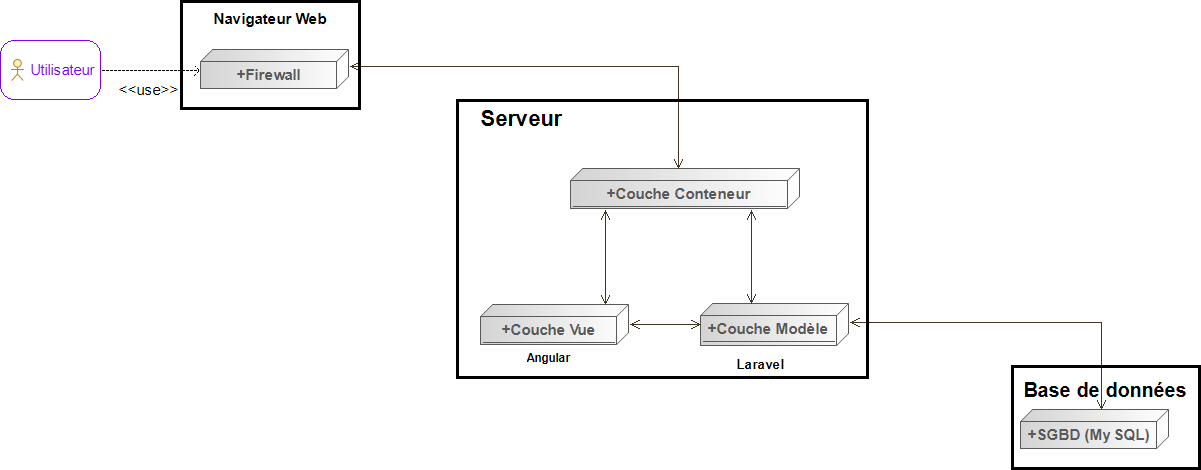 Navigateur Web
Utilisateur
+Firewall
<<use>>
Serveur
+Couche Conteneur
+Couche Vue
+Couche Modèle
Angular
Laravel
Base de données
+SGBD (My SQL)